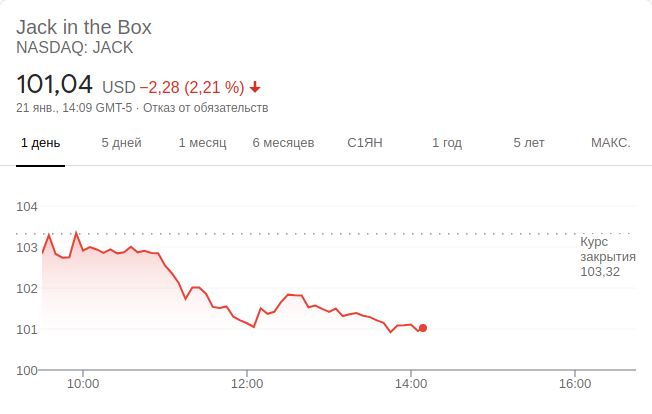 Jack in the Box
NASDAQ: JACK
101,04 USD −2,28 (2,21 %)
21 янв., 14:09 GMT-5 · Отказ от обязательств
1 день 5 дней 1 месяц 6 месяцев С1ЯН 1 год 5 лет МАКС.
104
103
102
101
100
Курс
закрытия
103,32
10:00 12:00 14:00 16:00